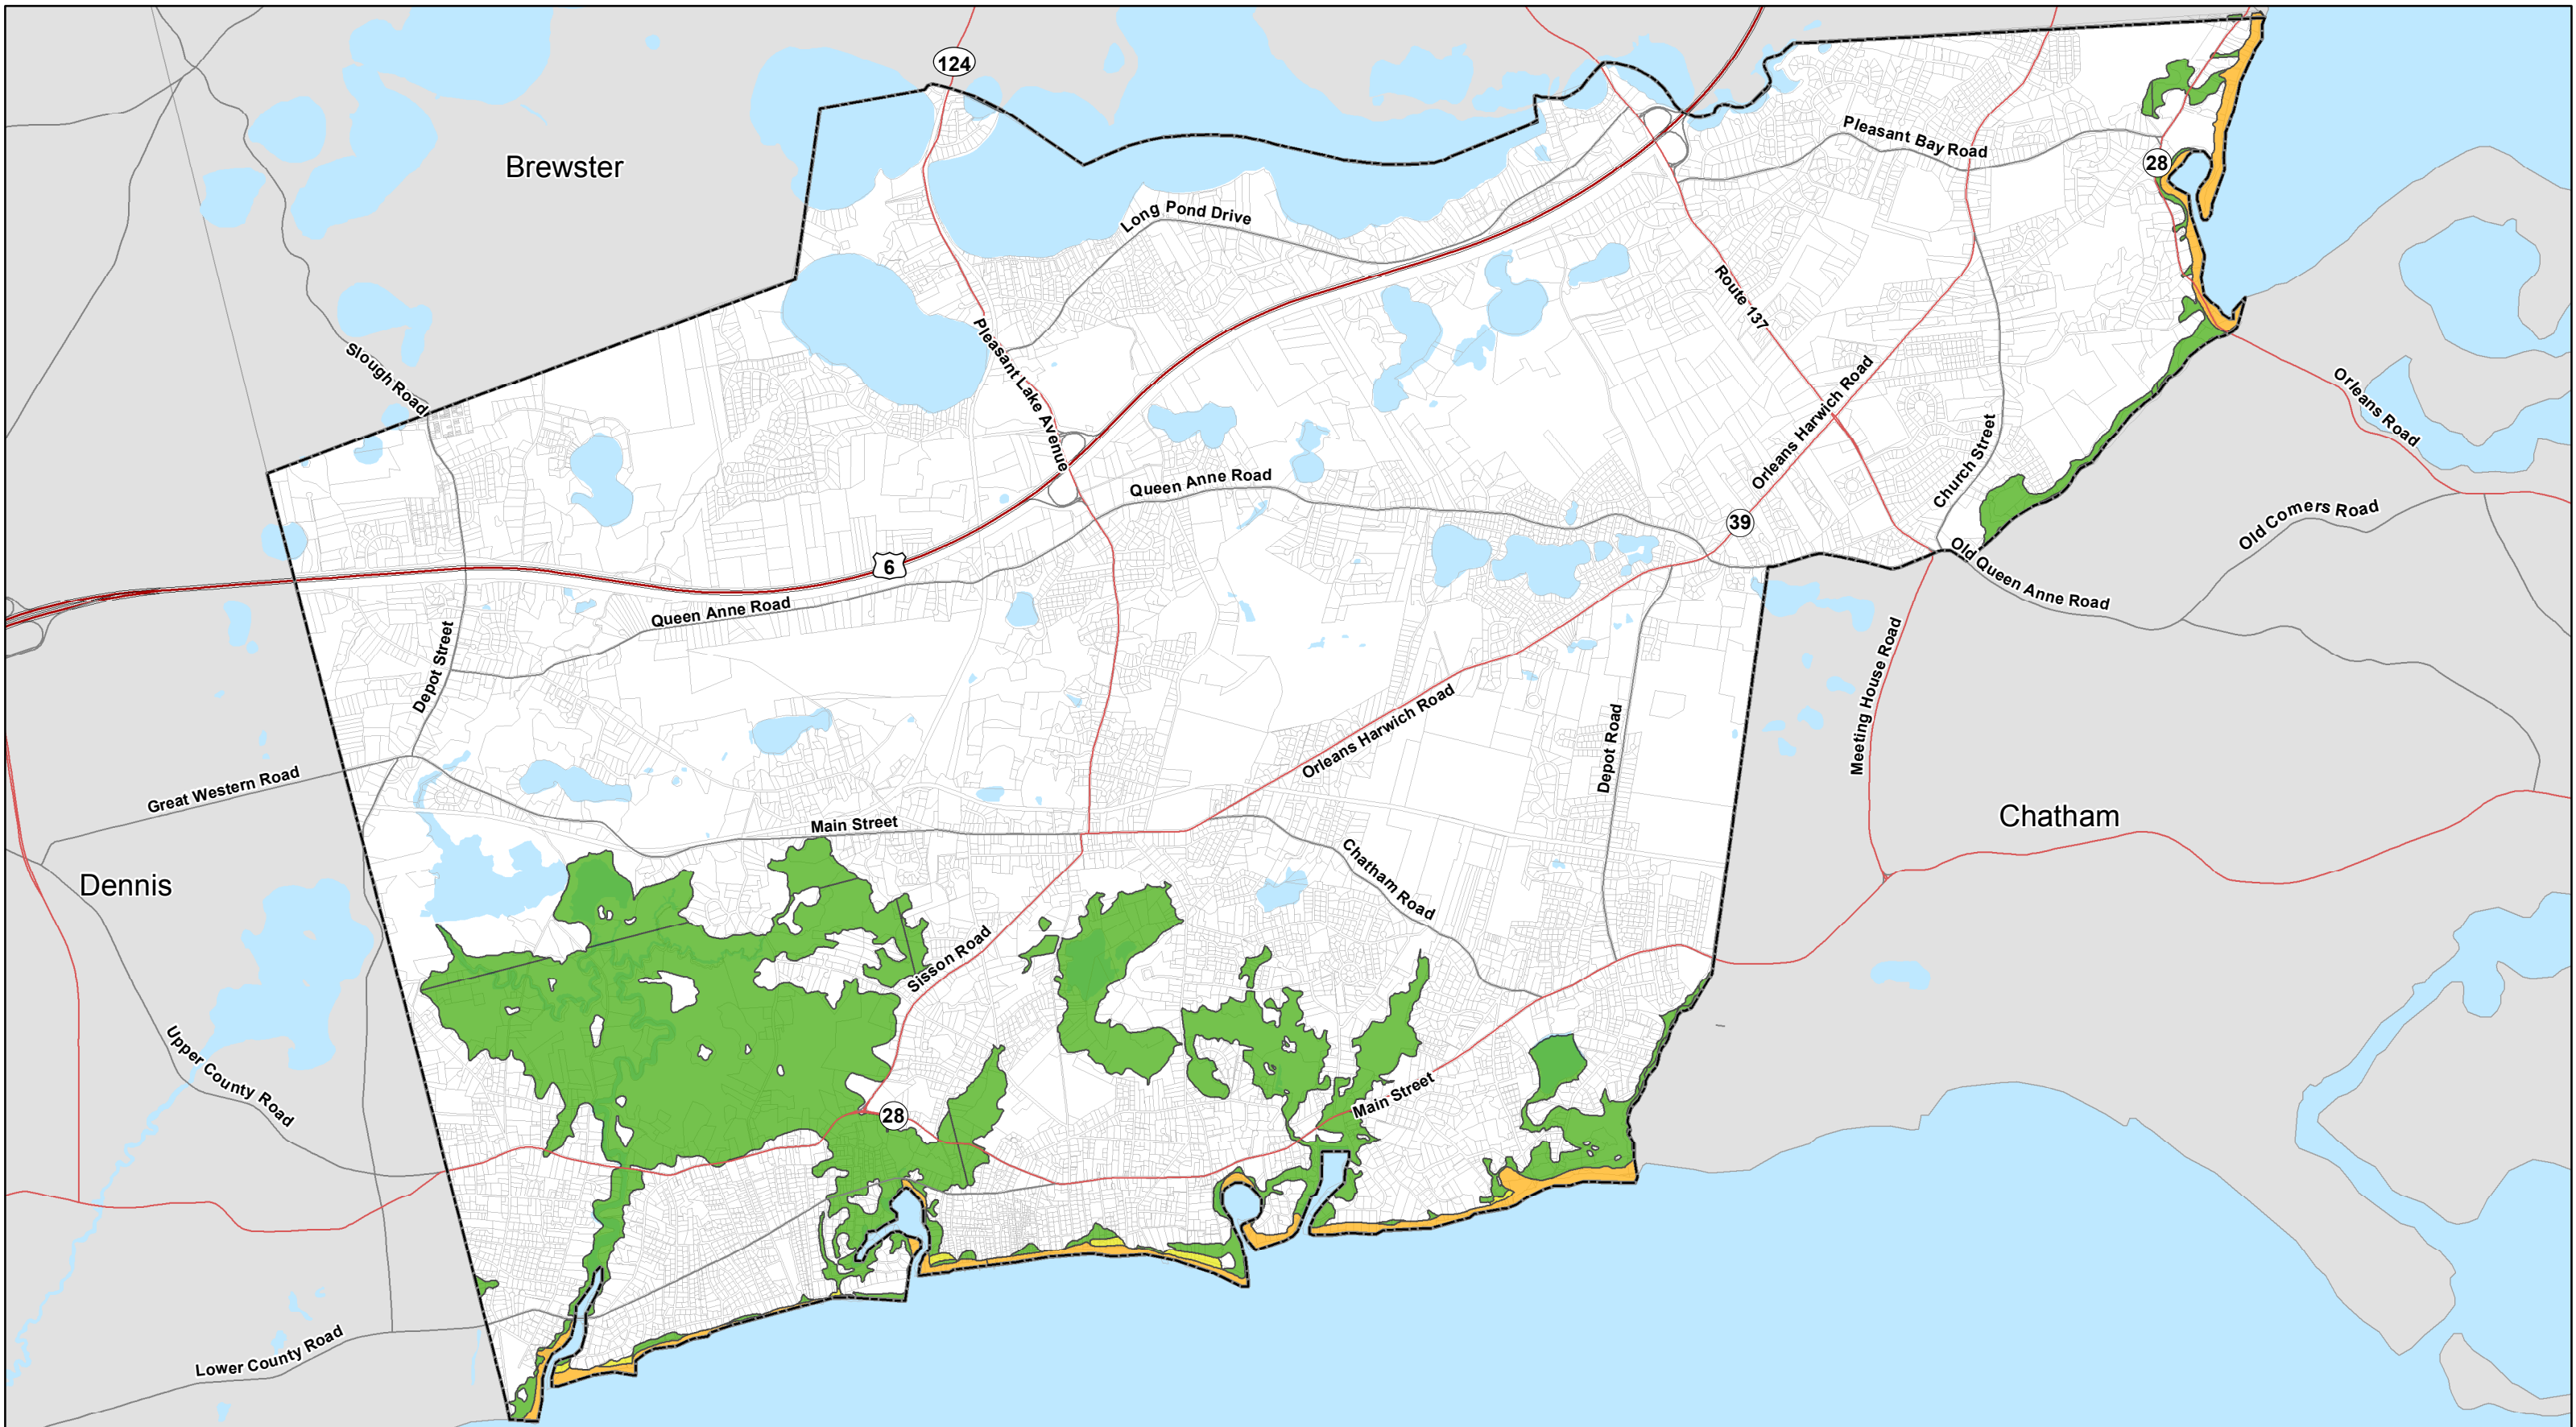 124
Brewster
Pleasant Bay Road
28
Long Pond Drive
Route 137
Slough Road
Pleasant Lake Avenue
Orleans Harwich Road
Orleans Road
Church Street
Queen Anne Road
39
Old Comers Road
6
Old Queen Anne Road
Queen Anne Road
Depot Street
Meeting House Road
Orleans Harwich Road
Depot Road
Great Western Road
Chatham
Main Street
Dennis
Chatham Road
Sisson Road
Upper County Road
Main Street
28
Lower County Road